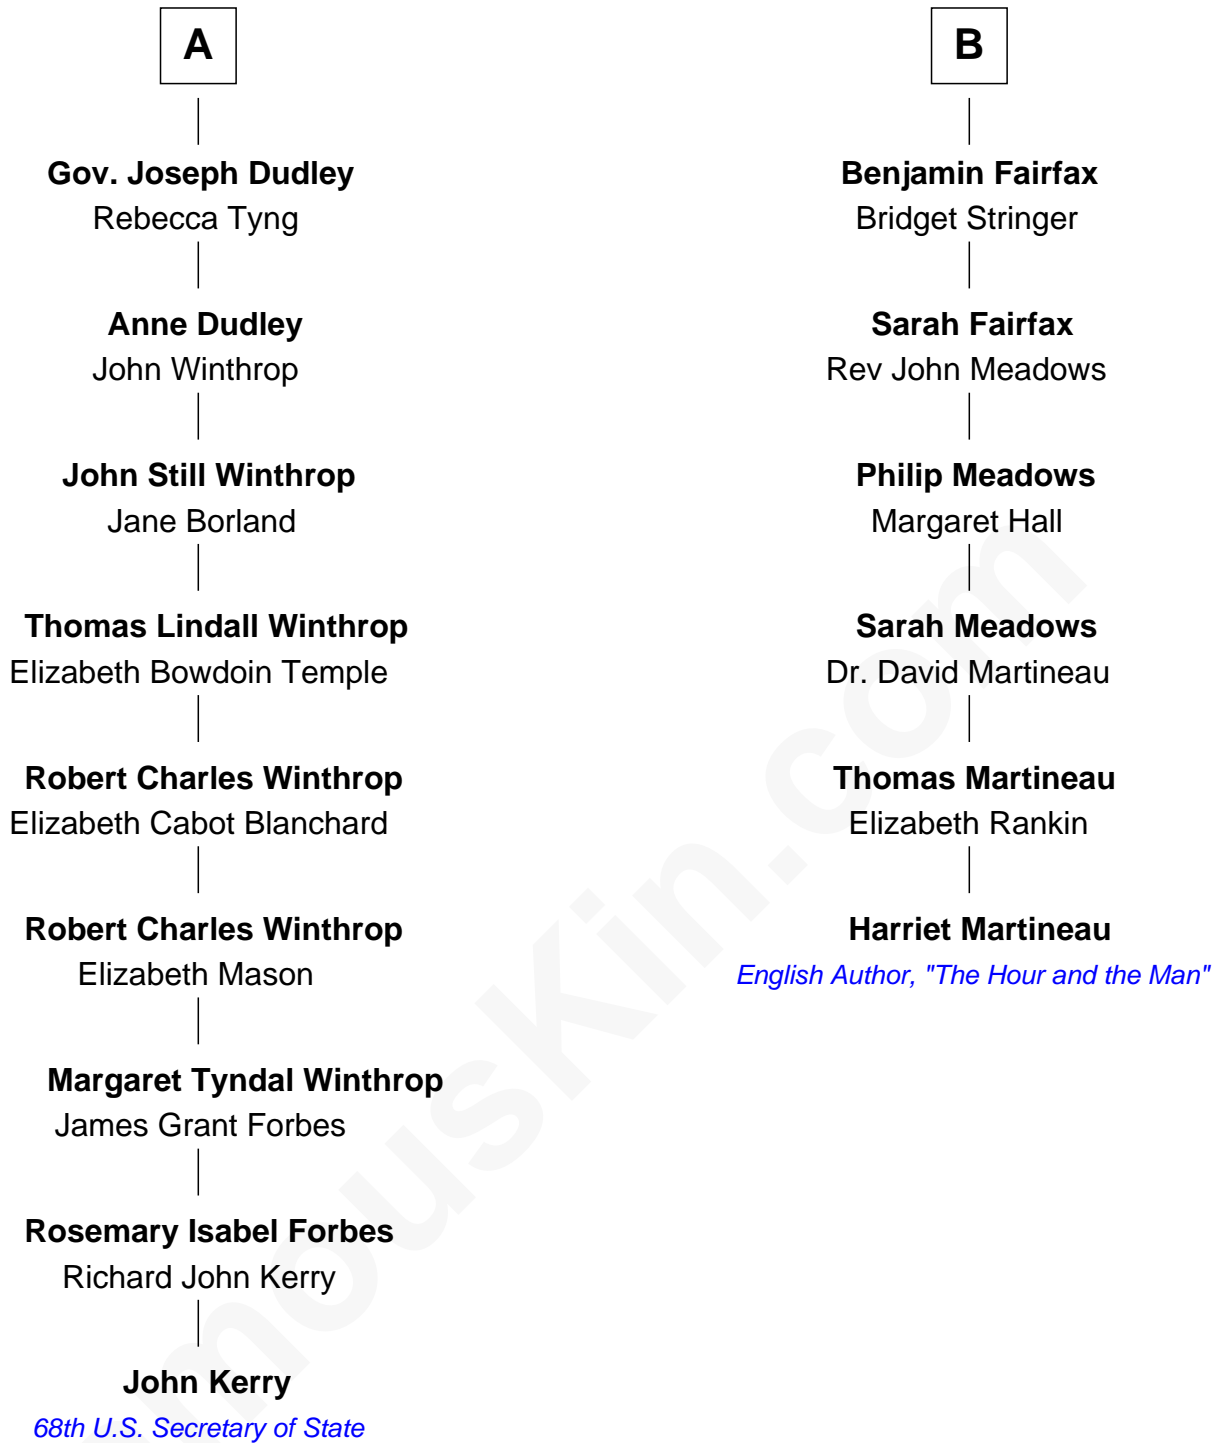 A
Gov. Joseph Dudley
Rebecca Tyng
Anne Dudley
John Winthrop
John Still Winthrop
Jane Borland
Thomas Lindall Winthrop
Elizabeth Bowdoin Temple
Robert Charles Winthrop
Elizabeth Cabot Blanchard
Robert Charles Winthrop
Elizabeth Mason
Margaret Tyndal Winthrop
James Grant Forbes
Rosemary Isabel Forbes
Richard John Kerry
John Kerry
68th U.S. Secretary of State
B
Benjamin Fairfax
Bridget Stringer
Sarah Fairfax
Rev John Meadows
Philip Meadows
Margaret Hall
Sarah Meadows
Dr. David Martineau
Thomas Martineau
Elizabeth Rankin
Harriet Martineau
English Author, "The Hour and the Man"
mouskin.com